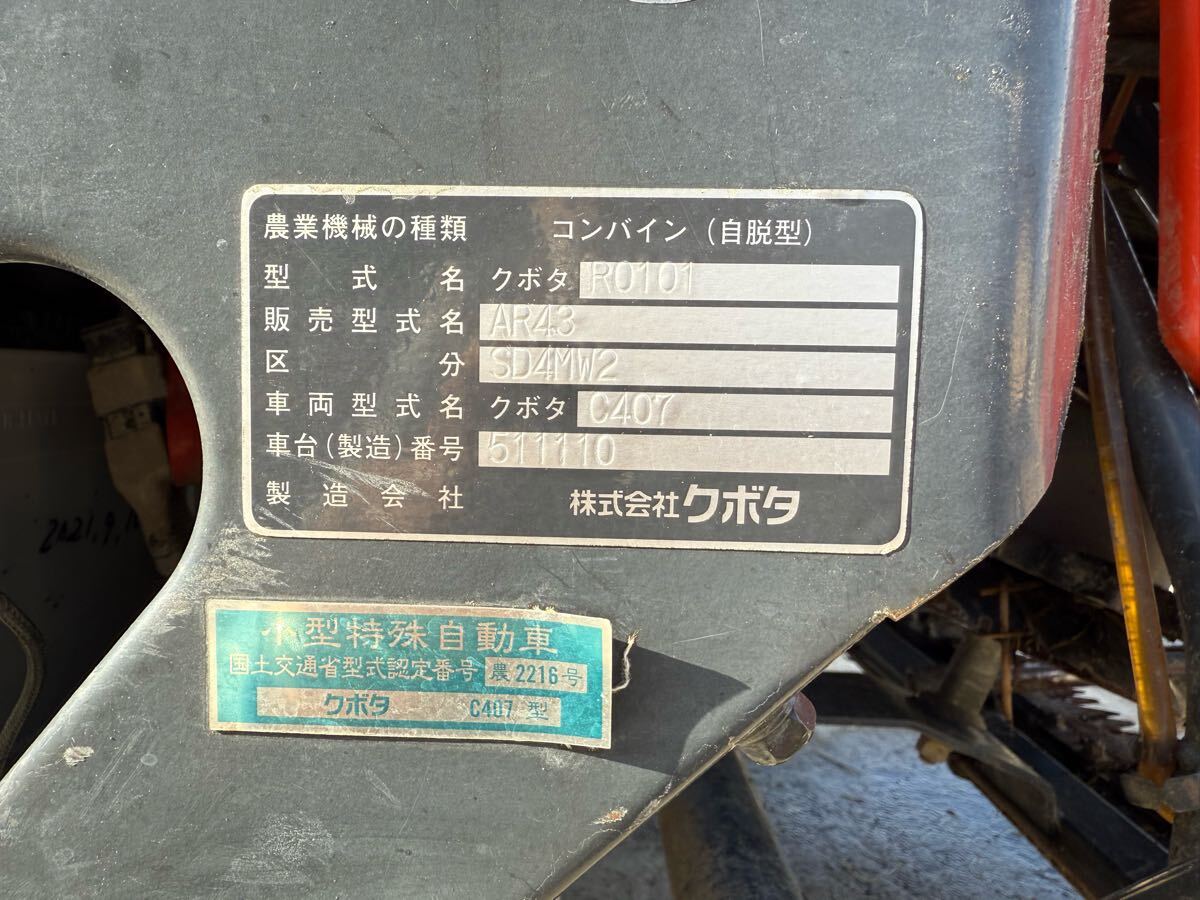 農業機械の種類 コンバイン(自脱型)
型式名 クボタ R0101
販売型式名 AR43
区分 SD4MW2
車両型式名 クボタ C407
車台(製造)番号 511110
製造会社 株式会社クボタ
小型特殊自動車
国土交通省型式認定番号 農2216号
クボタ C407型